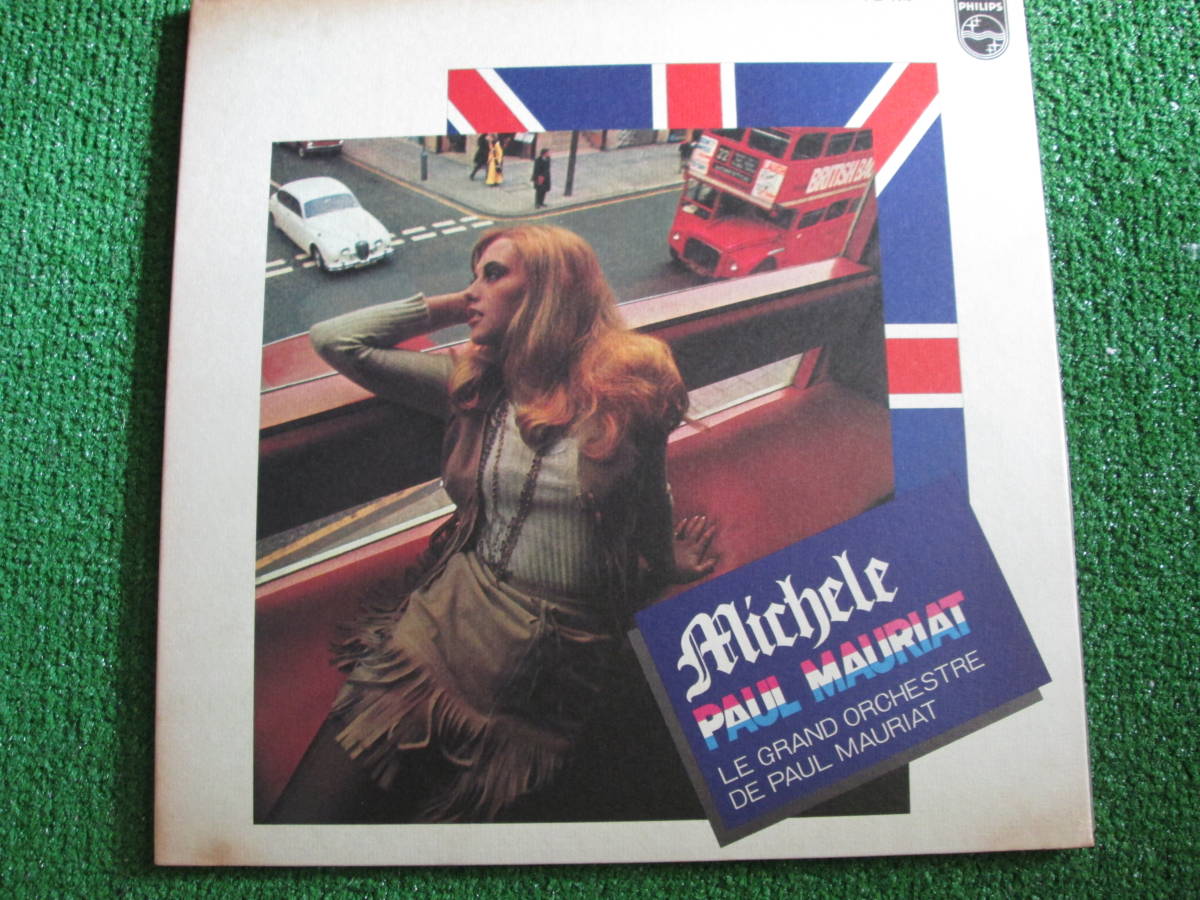 PHILIPS
BRITISH
Michele
PAUL MAURIAT
LE GRAND ORCHESTRE
DE PAUL MAURIAT